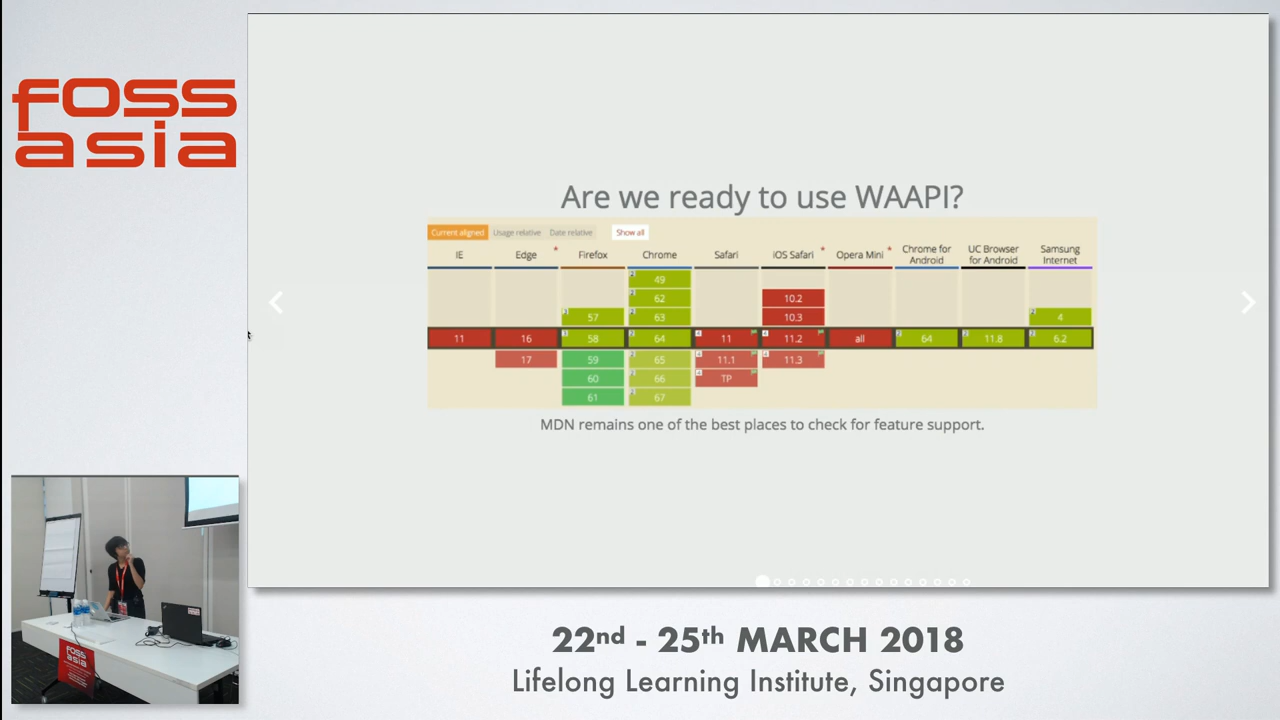 foss
asia
Are we ready to use WAAPI?
Current aligned Usage relative Date relative Show all
IE Edge * Firefox Chrome Safari iOS Safari * Opera Mini * Chrome for Android UC Browser for Android Samsung Internet
49
62 10.2
57 63 10.3 4
11 16 58 64 11 11.2 all 64 11.8 6.2
17 59 65 11.1 11.3
60 66 TP
61 67
MDN remains one of the best places to check for feature support.
foss
asia
22nd - 25th MARCH 2018
Lifelong Learning Institute, Singapore